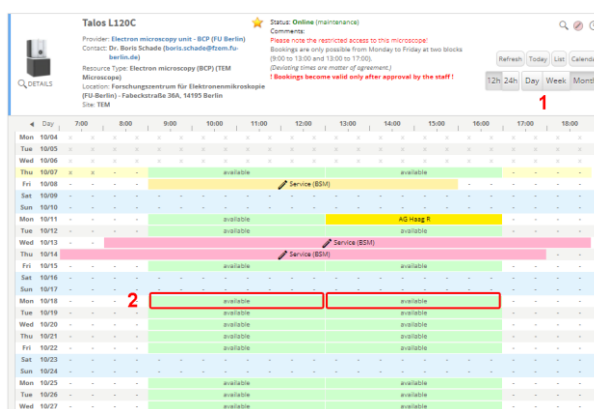 Talos L120C
Provider: Electron microscopy unit - BCP (FU Berlin)
Contact: Dr. Boris Schade (boris.schade@fzem.fu-
berlin.de)
Resource Type: Electron microscopy (BCP) (TEM
Microscope)
Location: Forschungszentrum für Elektronenmikroskopie
(FU-Berlin) - Fabeckstraße 36A, 14195 Berlin
Site: TEM
DETAILS
Status: Online (maintenance)
Comments:
Please note the restricted access to this microscope!
Bookings are only possible from Monday to Friday at two blocks
(9:00 to 13:00 and 13:00 to 17:00).
(Deviating times are matter of agreement.)
! Bookings become valid only after approval by the staff !
Refresh Today List Calenda
12h 24h Day Week Month
1
◄ Day 7:00 8:00 9:00 10:00 11:00 12:00 13:00 14:00 15:00 16:00 17:00 18:00
Mon 10/04
Tue 10/05
Wed 10/06
Thu 10/07 available available
Fri 10/08 Service (BSM)
Sat 10/09
Sun 10/10
Mon 10/11 available AG Haag R
Tue 10/12 available available
Wed 10/13 Service (BSM)
Thu 10/14 Service (BSM)
Fri 10/15 available available
Sat 10/16
Sun 10/17
Mon 10/18 2 available available
Tue 10/19 available available
Wed 10/20 available available
Thu 10/21 available available
Fri 10/22 available available
Sat 10/23
Sun 10/24
Mon 10/25 available available
Tue 10/26 available available
Wed 10/27 available available